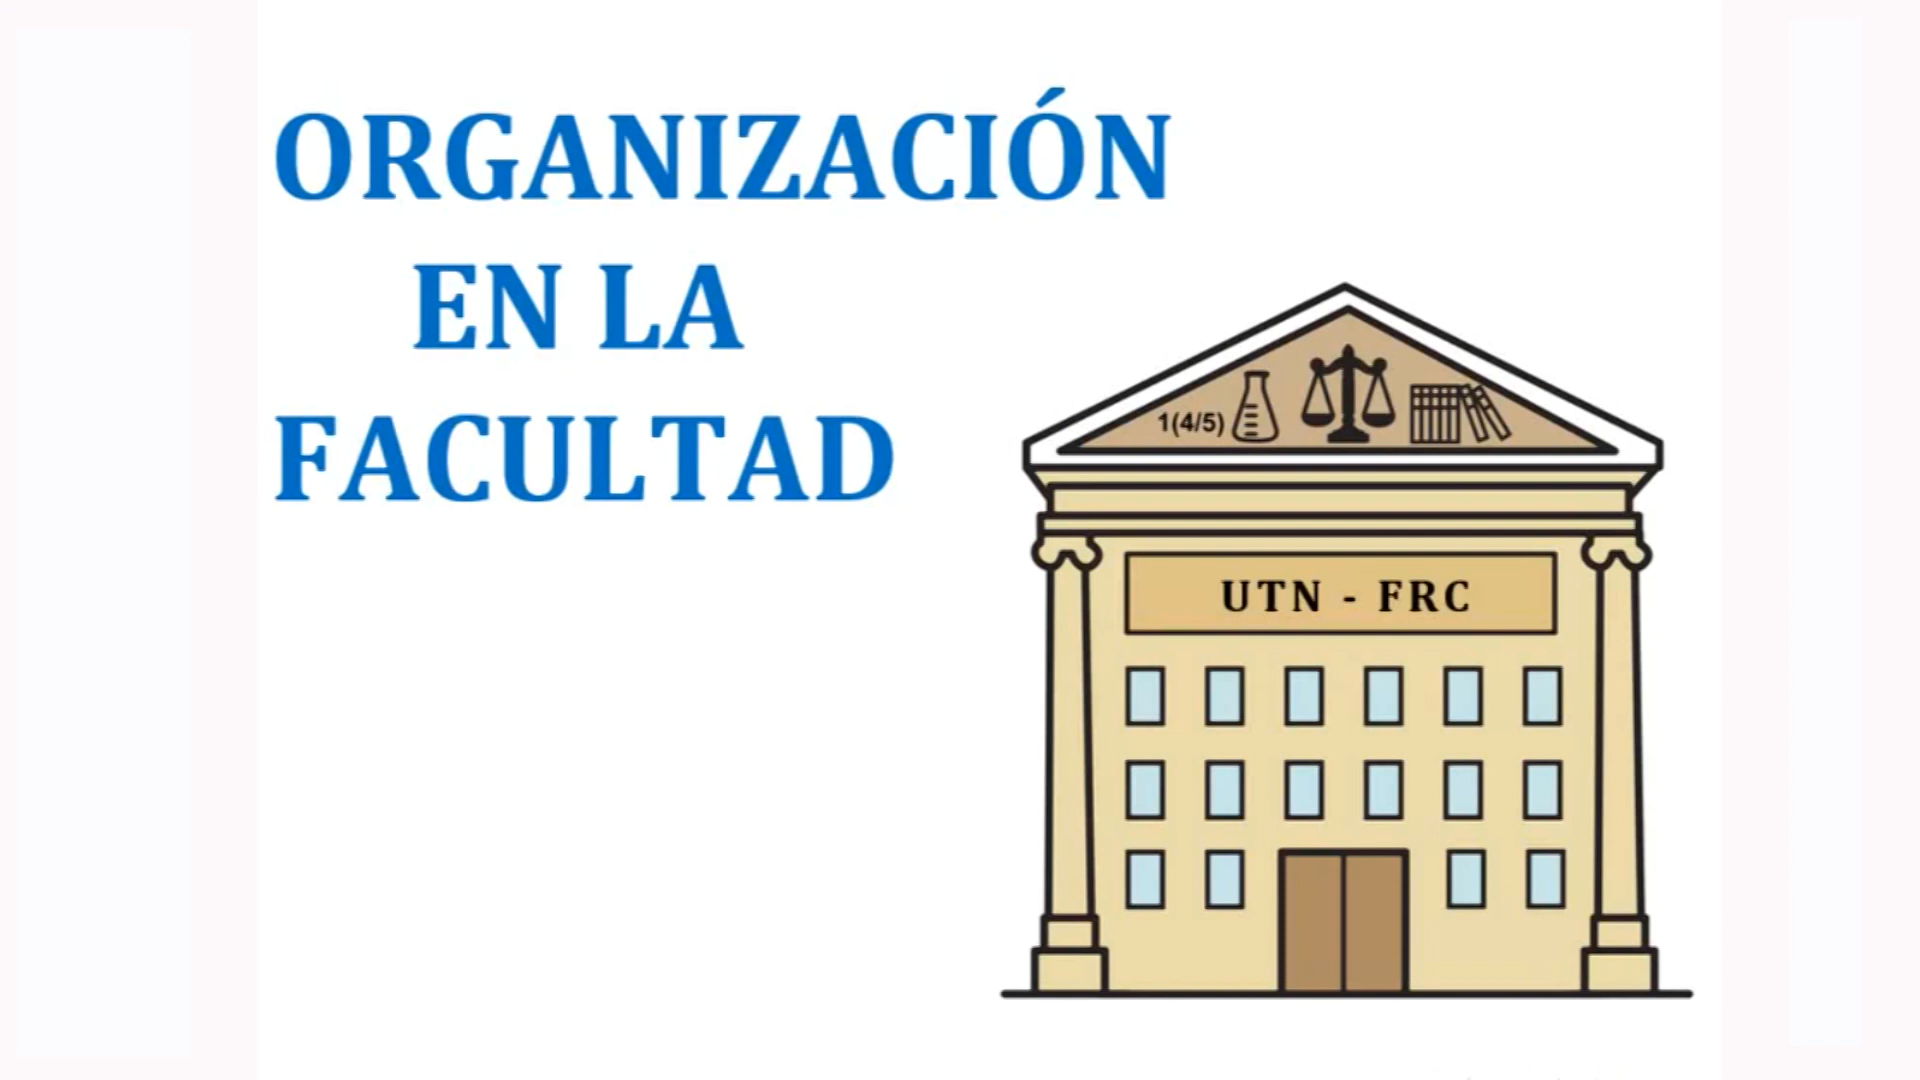 ORGANIZACIÓN
EN LA
FACULTAD
1(4/5)
UTN - FRC